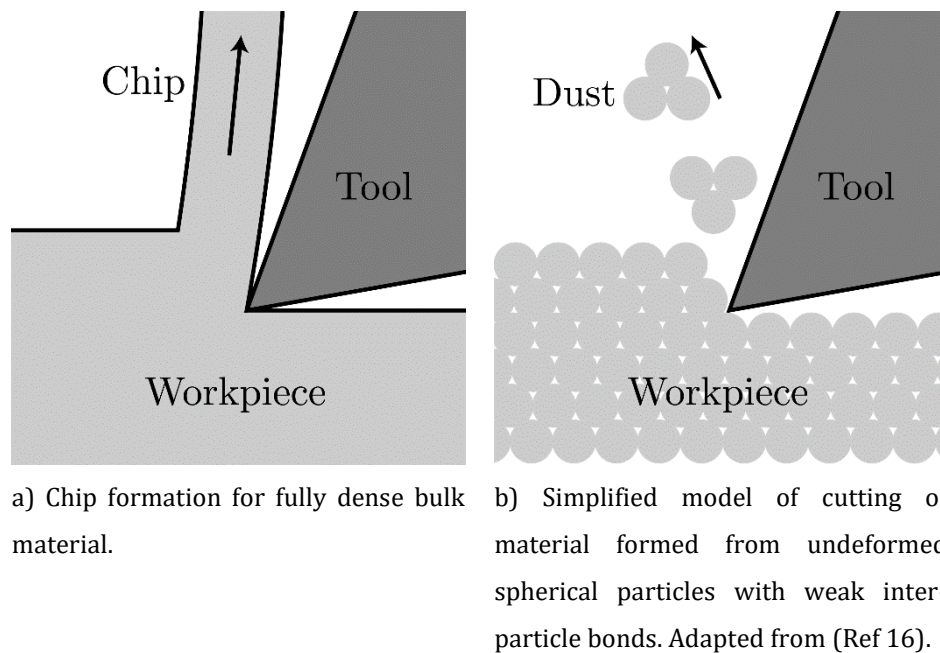 Chip
Tool
Workpiece
Dust
Tool
Workpiece
a) Chip formation for fully dense bulk
material.
b) Simplified model of cutting o
material formed from undeformed
spherical particles with weak inter-
particle bonds. Adapted from (Ref 16).